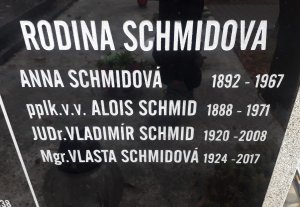 RODINA SCHMIDOVA
ANNA SCHMIDOVÁ 1892 - 1967
pplk.v.v. ALOIS SCHMID 1888 - 1971
JUDr.VLADIMÍR SCHMID 1920 -2008
Mgr.VLASTA SCHMIDOVÁ 1924 -2017
38